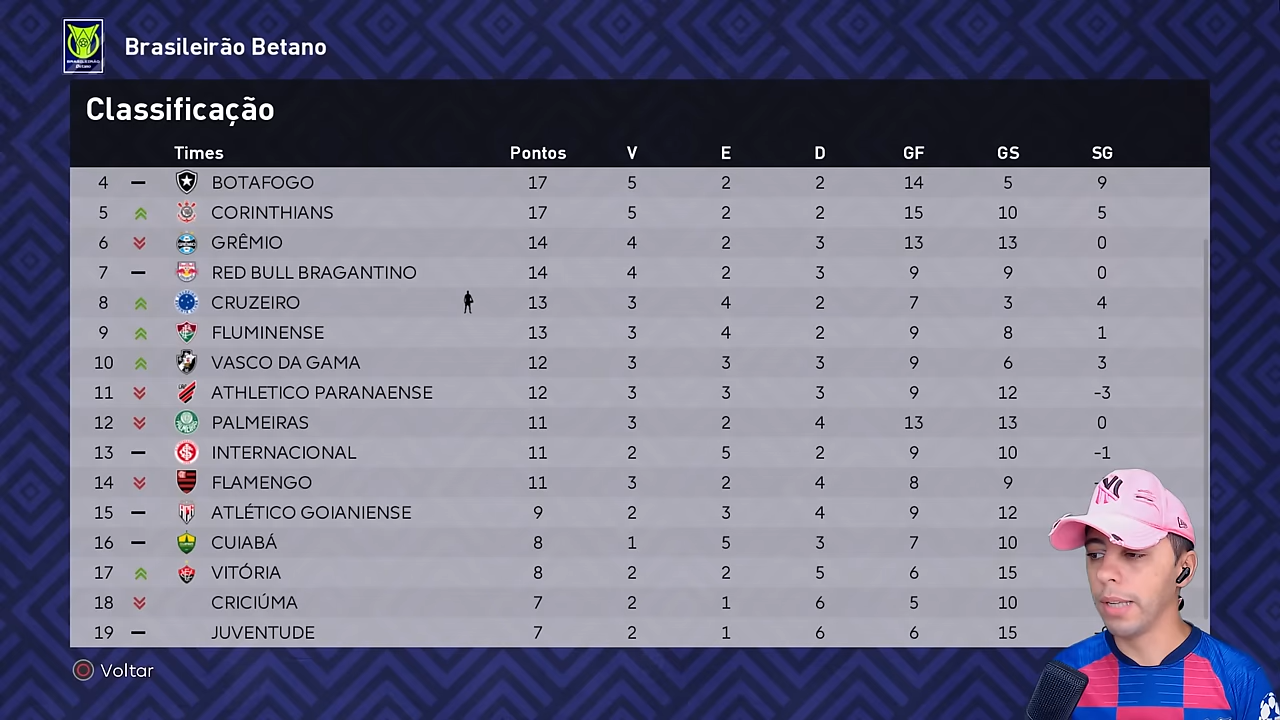 Brasileirão Betano
Classificação
Times Pontos V E D GF GS SG
4 BOTAFOGO 17 5 2 2 14 5 9
5 CORINTHIANS 17 5 2 2 15 10 5
6 GRÊMIO 14 4 2 3 13 13 0
7 RED BULL BRAGANTINO 14 4 2 3 9 9 0
8 CRUZEIRO 13 3 4 2 7 3 4
9 FLUMINENSE 13 3 4 2 9 8 1
10 VASCO DA GAMA 12 3 3 3 9 6 3
11 ATHLETICO PARANAENSE 12 3 3 3 9 12 -3
12 PALMEIRAS 11 3 2 4 13 13 0
13 INTERNACIONAL 11 2 5 2 9 10 -1
14 FLAMENGO 11 3 2 4 8 9
15 ATLÉTICO GOIANIENSE 9 2 3 4 9 12
16 CUIABÁ 8 1 5 3 7 10
17 VITÓRIA 8 2 2 5 6 15
18 CRICIÚMA 7 2 1 6 5 10
19 JUVENTUDE 7 2 1 6 6 15
Voltar